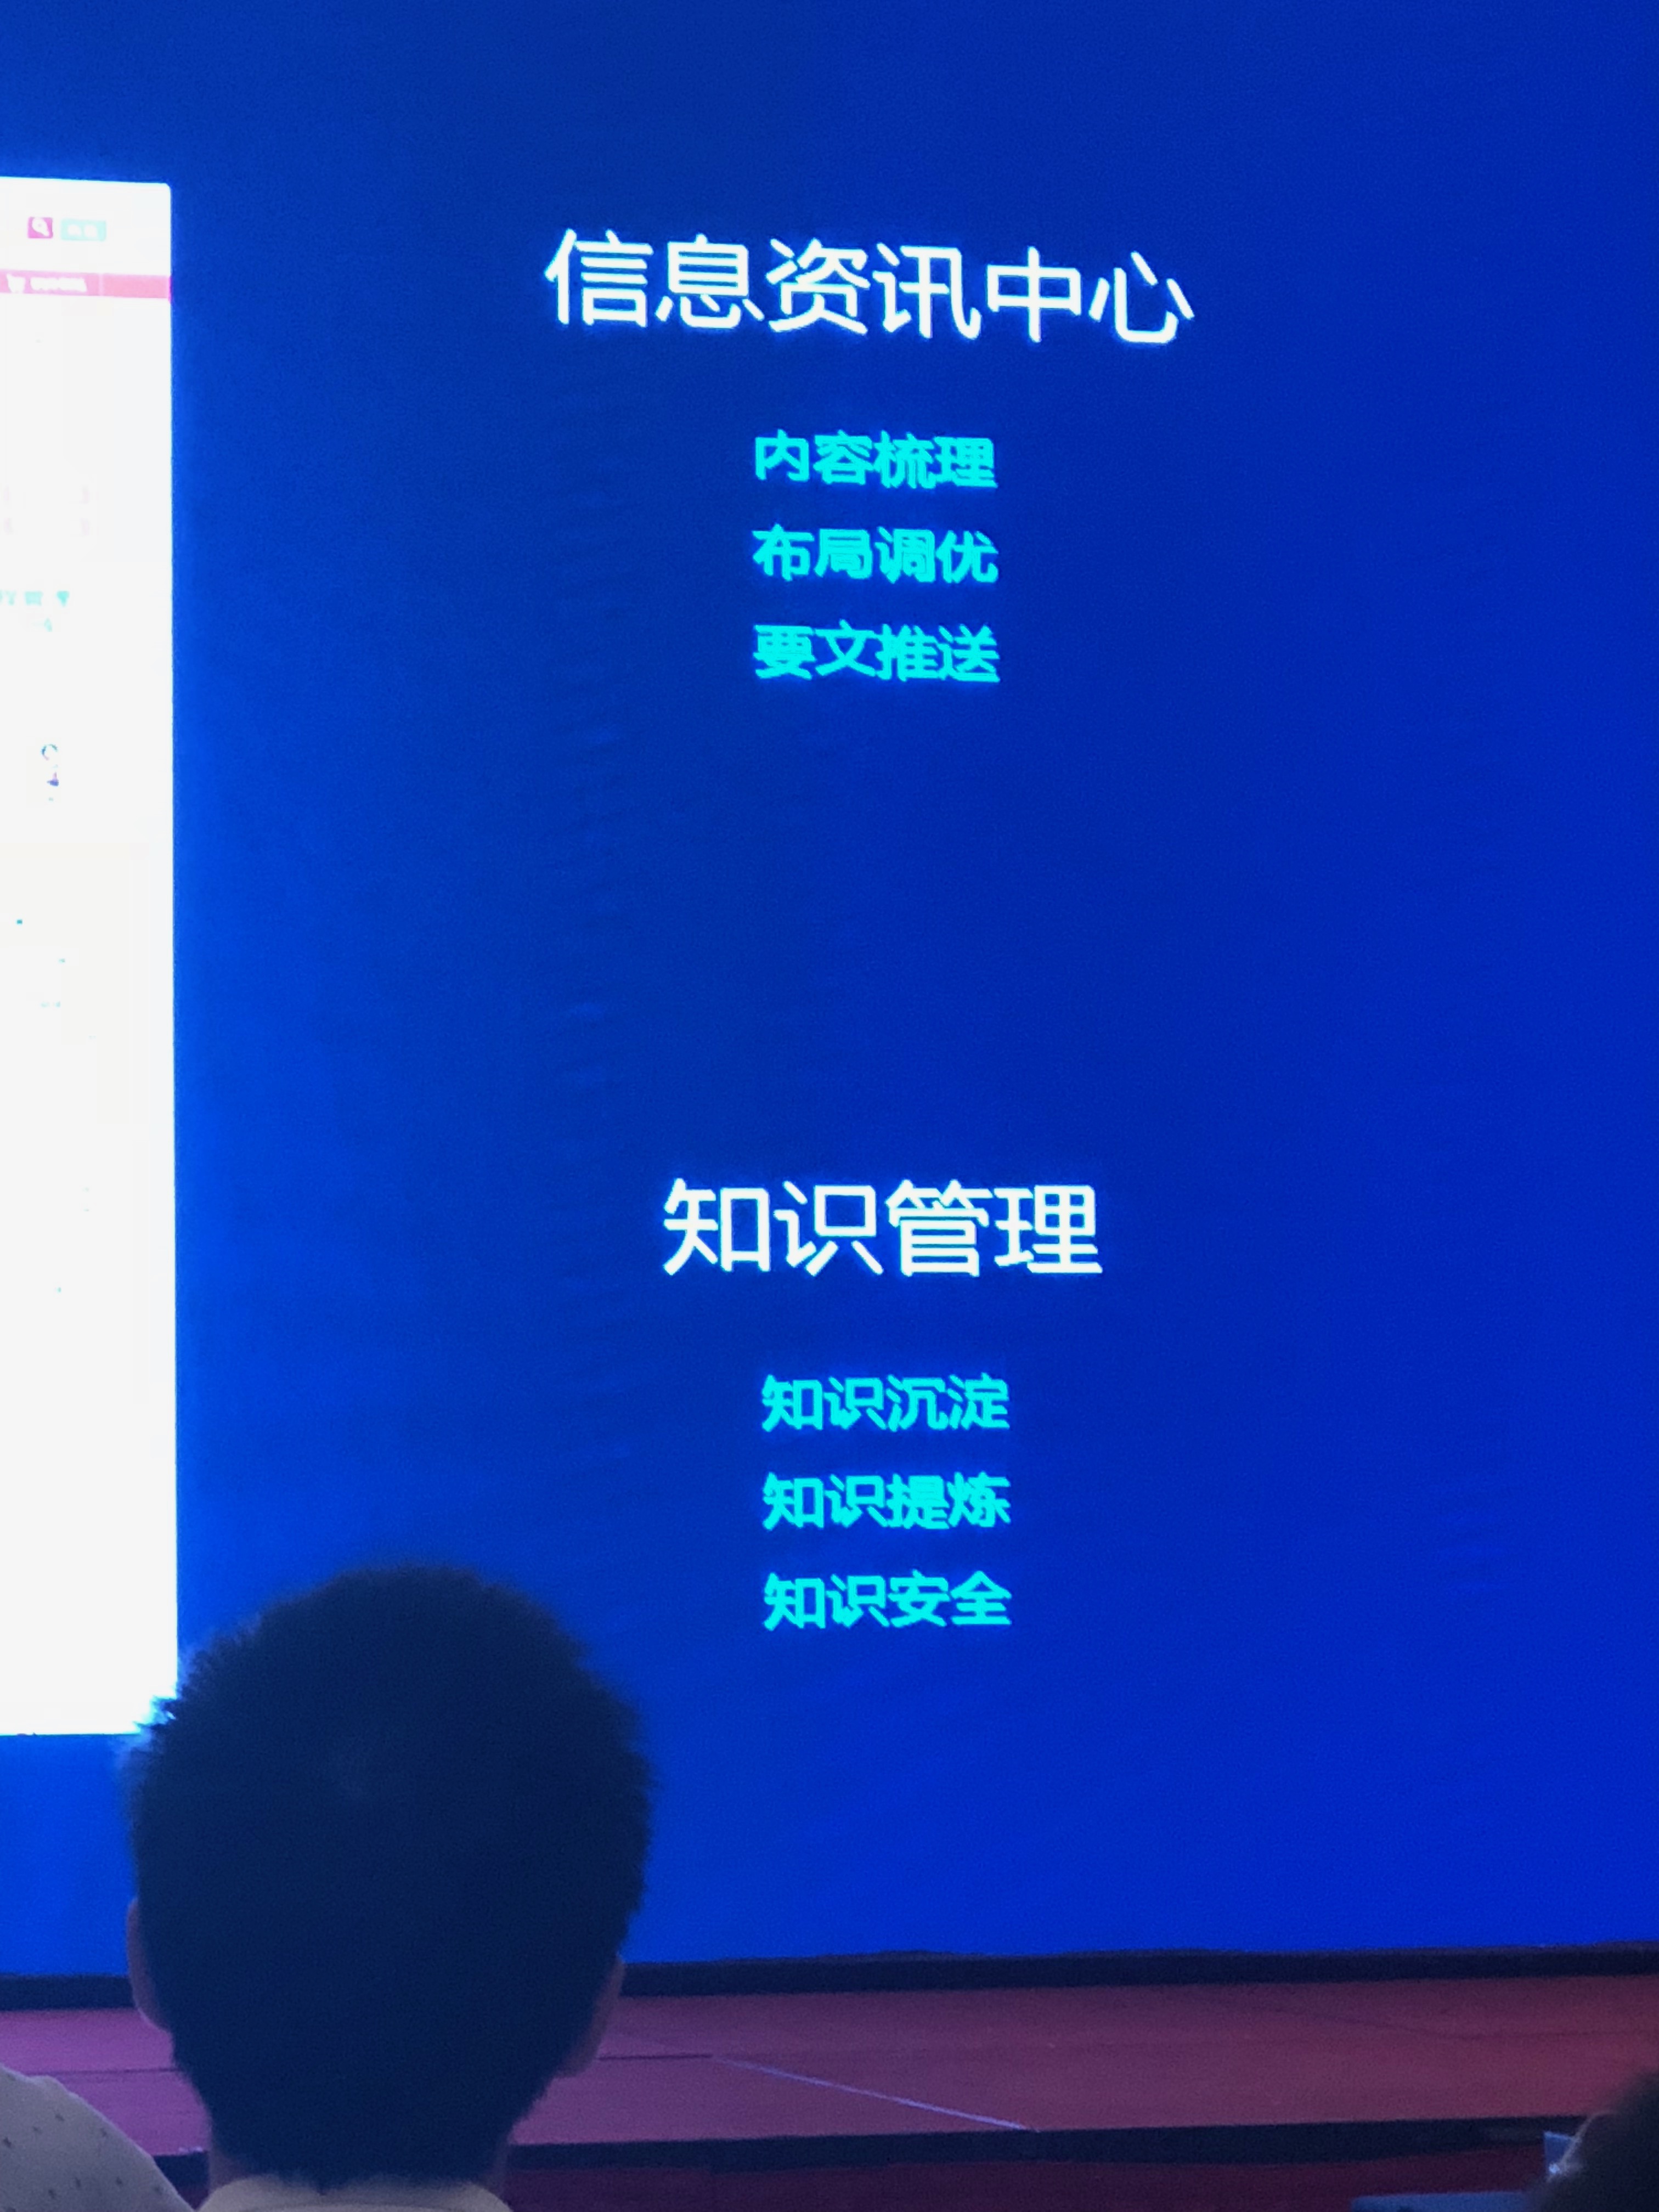 信息资讯中心
内容梳理
布局调优
要文推送
知识管理
知识沉淀
知识提炼
知识安全